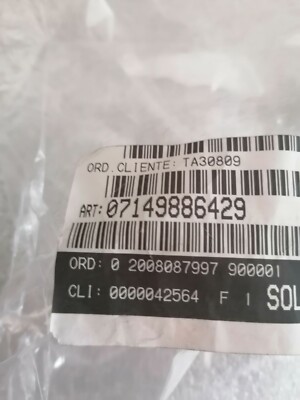 ORD.CLIENTE: TA30809
ART: 07149886429
ORD: 0 2008087997 900001
CLI: 0000042564 F I SOL